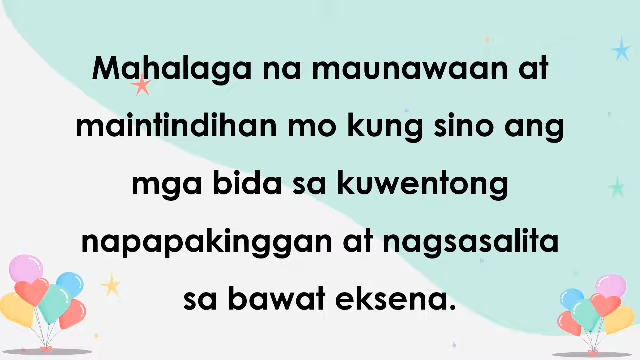 Mahalaga na maunawaan at
maintindihan mo kung sino ang
mga bida sa kuwentong
napapakinggan at nagsasalita
sa bawat eksena.